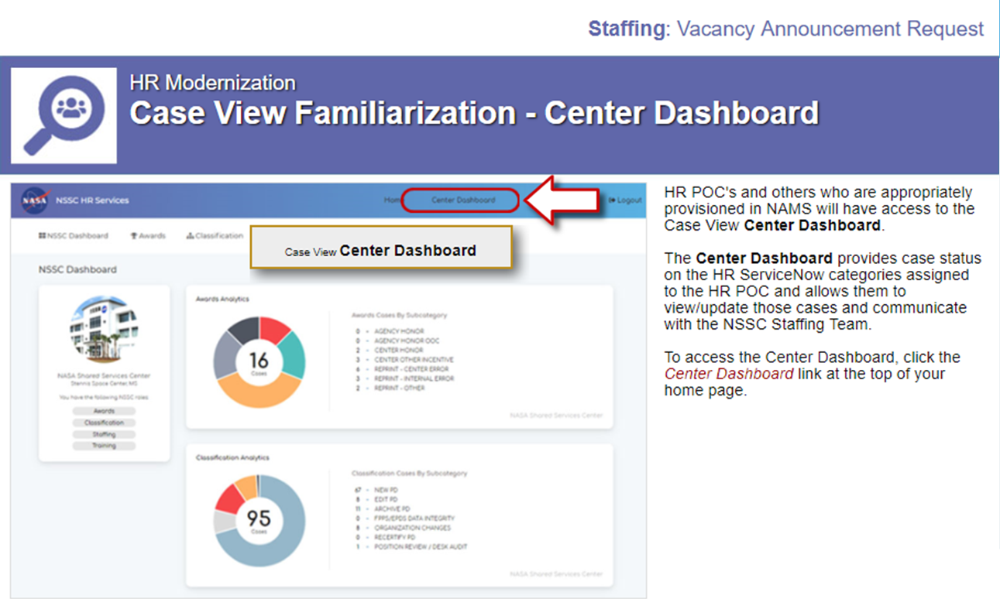 Staffing: Vacancy Announcement Request
HR Modernization
Case View Familiarization - Center Dashboard
NASA
NSSC HR Services
Home
Center Dashboard
Logout
NSSC Dashboard
Awards
Classification
Case View Center Dashboard
NSSC Dashboard
NASA Shared Services Center
Stennis Space Center, MS
You have the following NSSC roles
Awards
Classification
Staffing
Training
Awards Analytics
16
Cases
Awards Cases By Subcategory
0 - AGENCY HONOR
0 - AGENCY HONOR OOC
2 - CENTER HONOR
3 - CENTER OTHER INCENTIVE
6 - REPRINT - CENTER ERROR
3 - REPRINT - INTERNAL ERROR
2 - REPRINT - OTHER
NASA Shared Services Center
Classification Analytics
95
Cases
Classification Cases By Subcategory
67 - NEW PD
8 - EDIT PD
11 - ARCHIVE PD
0 - FPPS/EPDS DATA INTEGRITY
8 - ORGANIZATION CHANGES
0 - RECERTIFY PD
1 - POSITION REVIEW / DESK AUDIT
NASA Shared Services Center
HR POC's and others who are appropriately
provisioned in NAMS will have access to the
Case View Center Dashboard.
The Center Dashboard provides case status
on the HR ServiceNow categories assigned
to the HR POC and allows them to
view/update those cases and communicate
with the NSSC Staffing Team.
To access the Center Dashboard, click the
Center Dashboard link at the top of your
home page.